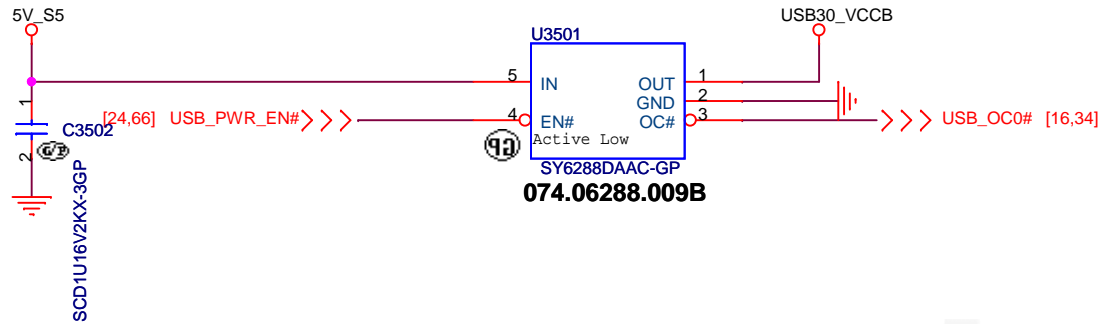 5V_S5
USB30_VCCB
U3501
5
IN
OUT
1
GND
2
[24,66]
USB_PWR_EN#
4
EN#
OC#
3
USB_OC0#
[16,34]
1
C3502
2
G/P
GP
Active Low
SY6288DAAC-GP
074.06288.009B
SCD1U16V2KX-3GP